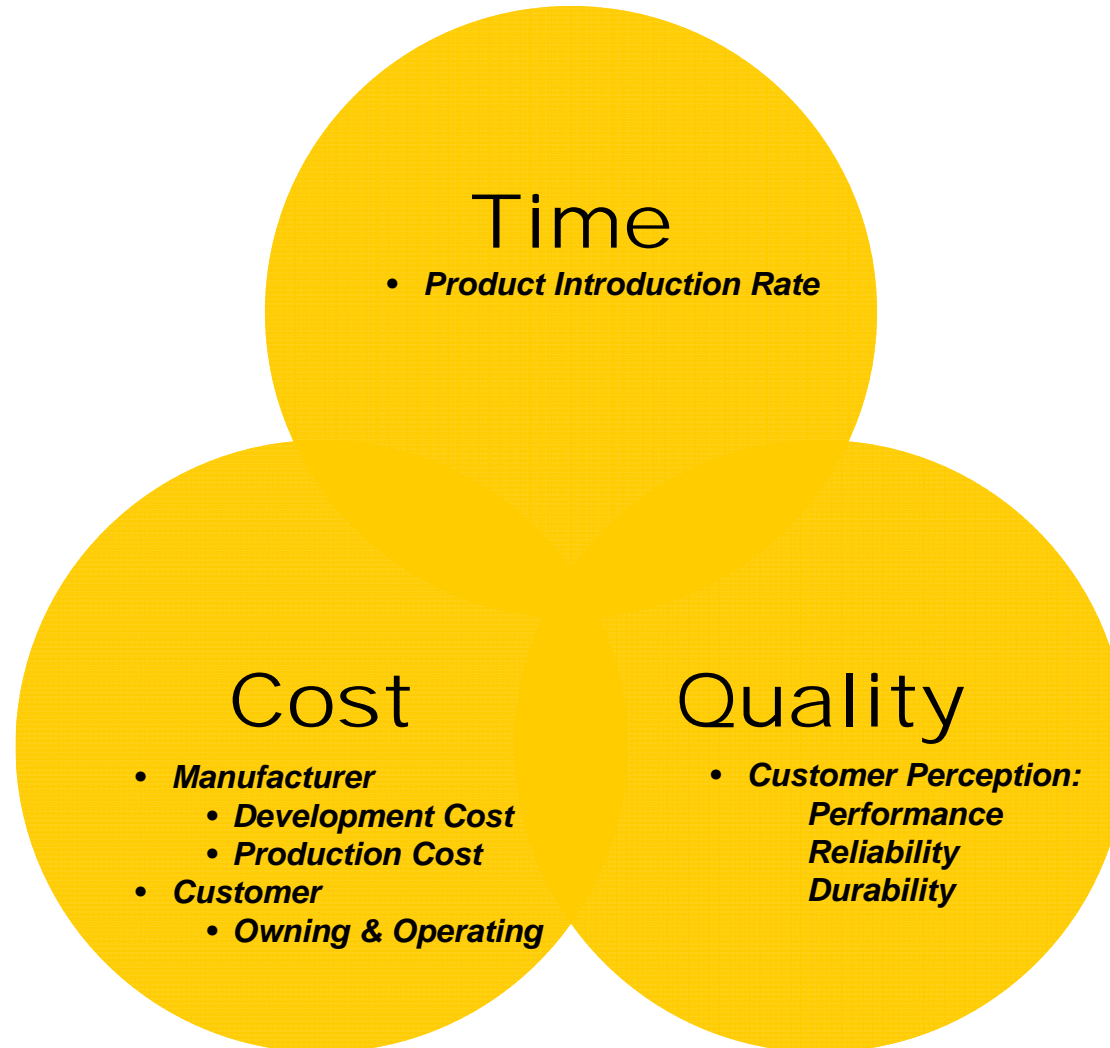 Time
• Product Introduction Rate
Cost
• Manufacturer
• Development Cost
• Production Cost
• Customer
• Owning & Operating
Quality
• Customer Perception:
Performance
Reliability
Durability